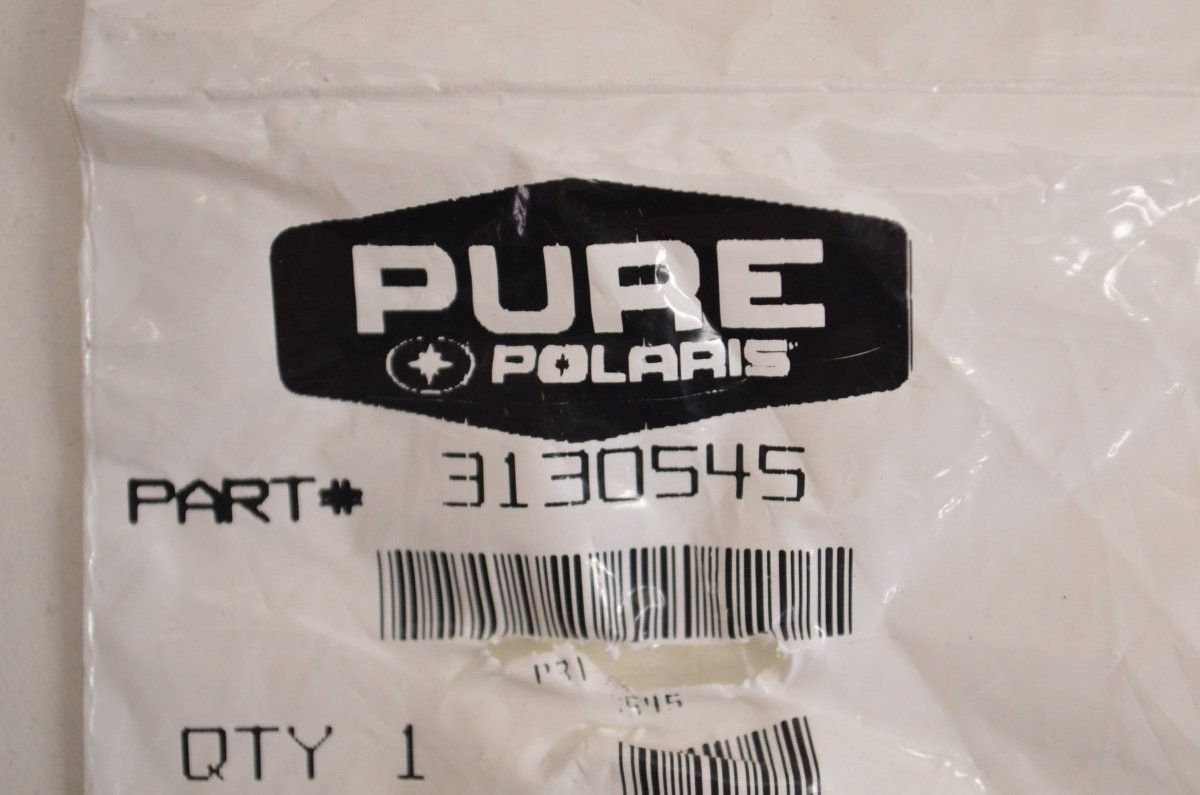 PURE
POLARIS
PART# 3130545
QTY 1